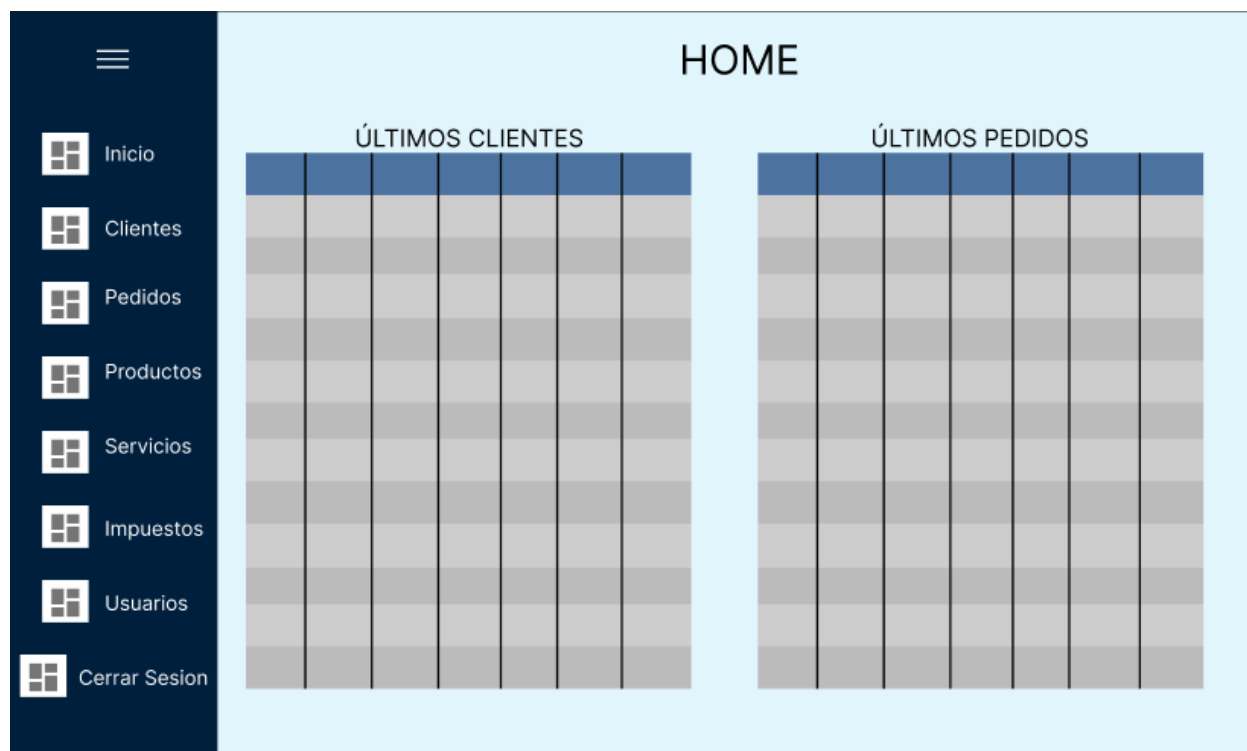 HOME
Inicio
Clientes
Pedidos
Productos
Servicios
Impuestos
Usuarios
Cerrar Sesion
ÚLTIMOS CLIENTES
ÚLTIMOS PEDIDOS